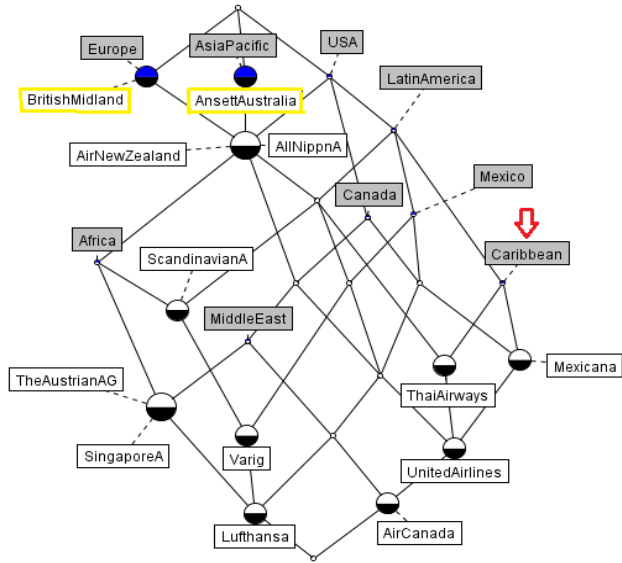 Europe
AsiaPacific
USA
LatinAmerica
BritishMidland
AnsettAustralia
AirNewZealand
AllNippnA
Canada
Mexico
Africa
ScandinavianA
Caribbean
MiddleEast
TheAustrianAG
ThaiAirways
Mexicana
SingporeA
Varig
UnitedAirlines
Lufthansa
AirCanada